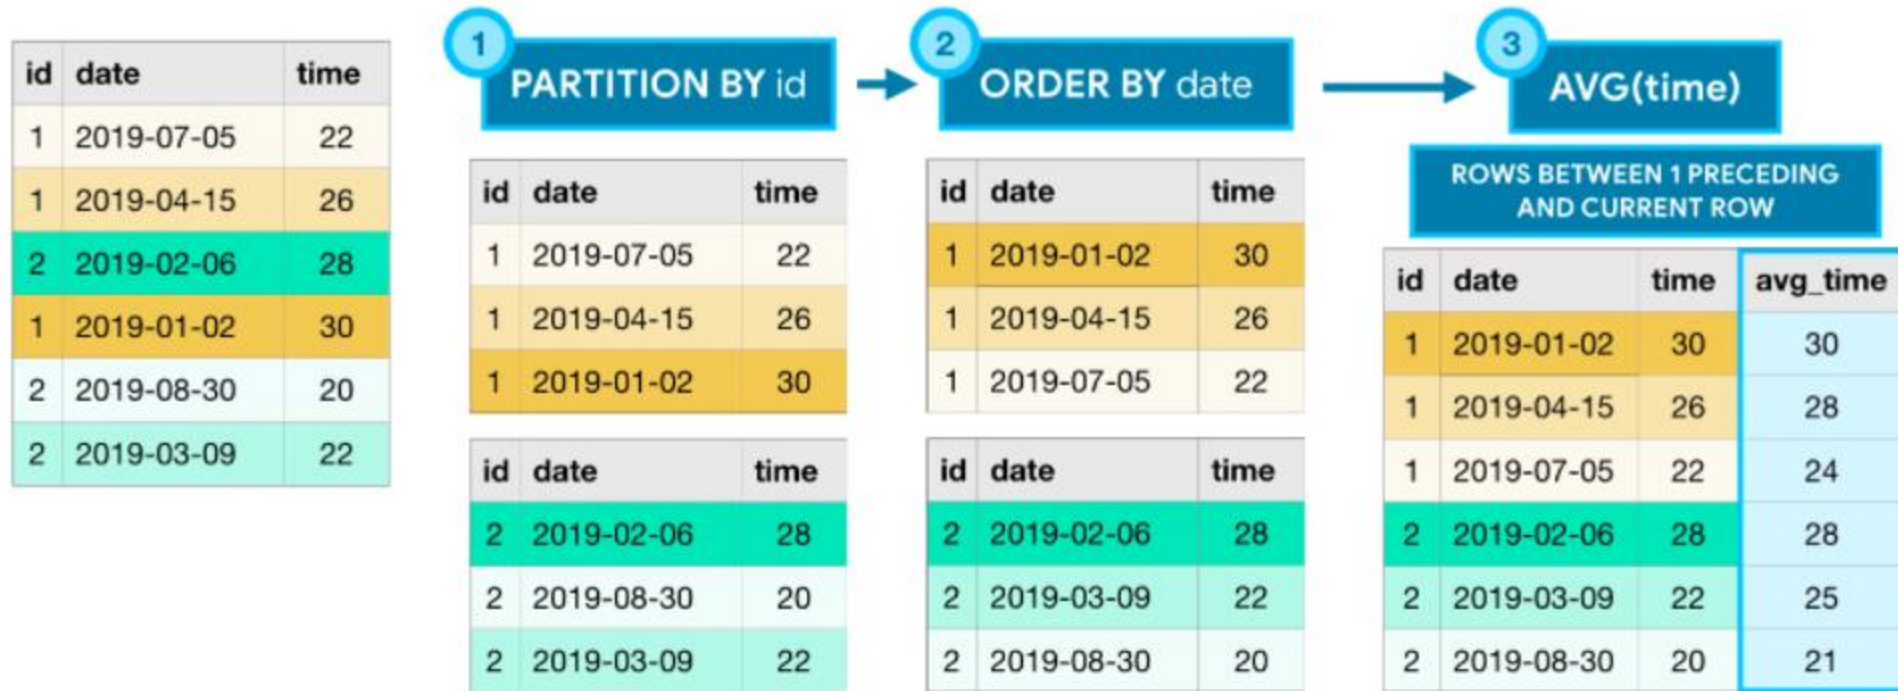 id date time
1 2019-07-05 22
1 2019-04-15 26
2 2019-02-06 28
1 2019-01-02 30
2 2019-08-30 20
2 2019-03-09 22
1
PARTITION BY id
id date time
1 2019-07-05 22
1 2019-04-15 26
1 2019-01-02 30
id date time
2 2019-02-06 28
2 2019-08-30 20
2 2019-03-09 22
2
ORDER BY date
id date time
1 2019-01-02 30
1 2019-04-15 26
1 2019-07-05 22
id date time
2 2019-02-06 28
2 2019-03-09 22
2 2019-08-30 20
3
AVG(time)
ROWS BETWEEN 1 PRECEDING
AND CURRENT ROW
id date time avg_time
1 2019-01-02 30 30
1 2019-04-15 26 28
1 2019-07-05 22 24
2 2019-02-06 28 28
2 2019-03-09 22 25
2 2019-08-30 20 21